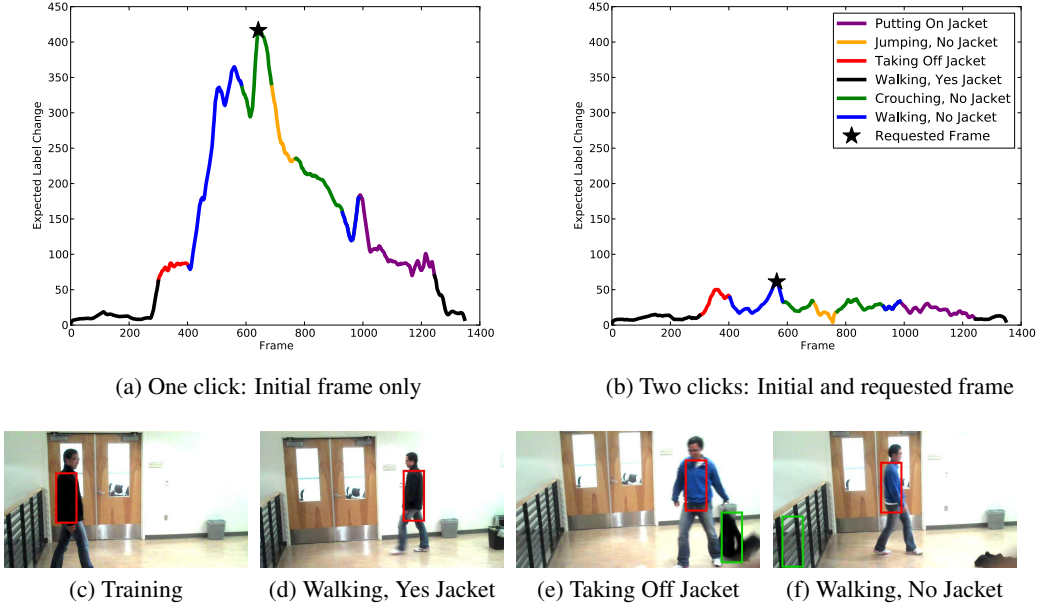 450
400
350
300
250
200
150
100
50
0
Expected Label Change
0 200 400 600 800 1000 1200 1400
Frame
(a) One click: Initial frame only
450
400
350
300
250
200
150
100
50
0
Expected Label Change
Putting On Jacket
Jumping, No Jacket
Taking Off Jacket
Walking, Yes Jacket
Crouching, No Jacket
Walking, No Jacket
Requested Frame
0 200 400 600 800 1000 1200 1400
Frame
(b) Two clicks: Initial and requested frame
(c) Training
(d) Walking, Yes Jacket
(e) Taking Off Jacket
(f) Walking, No Jacket